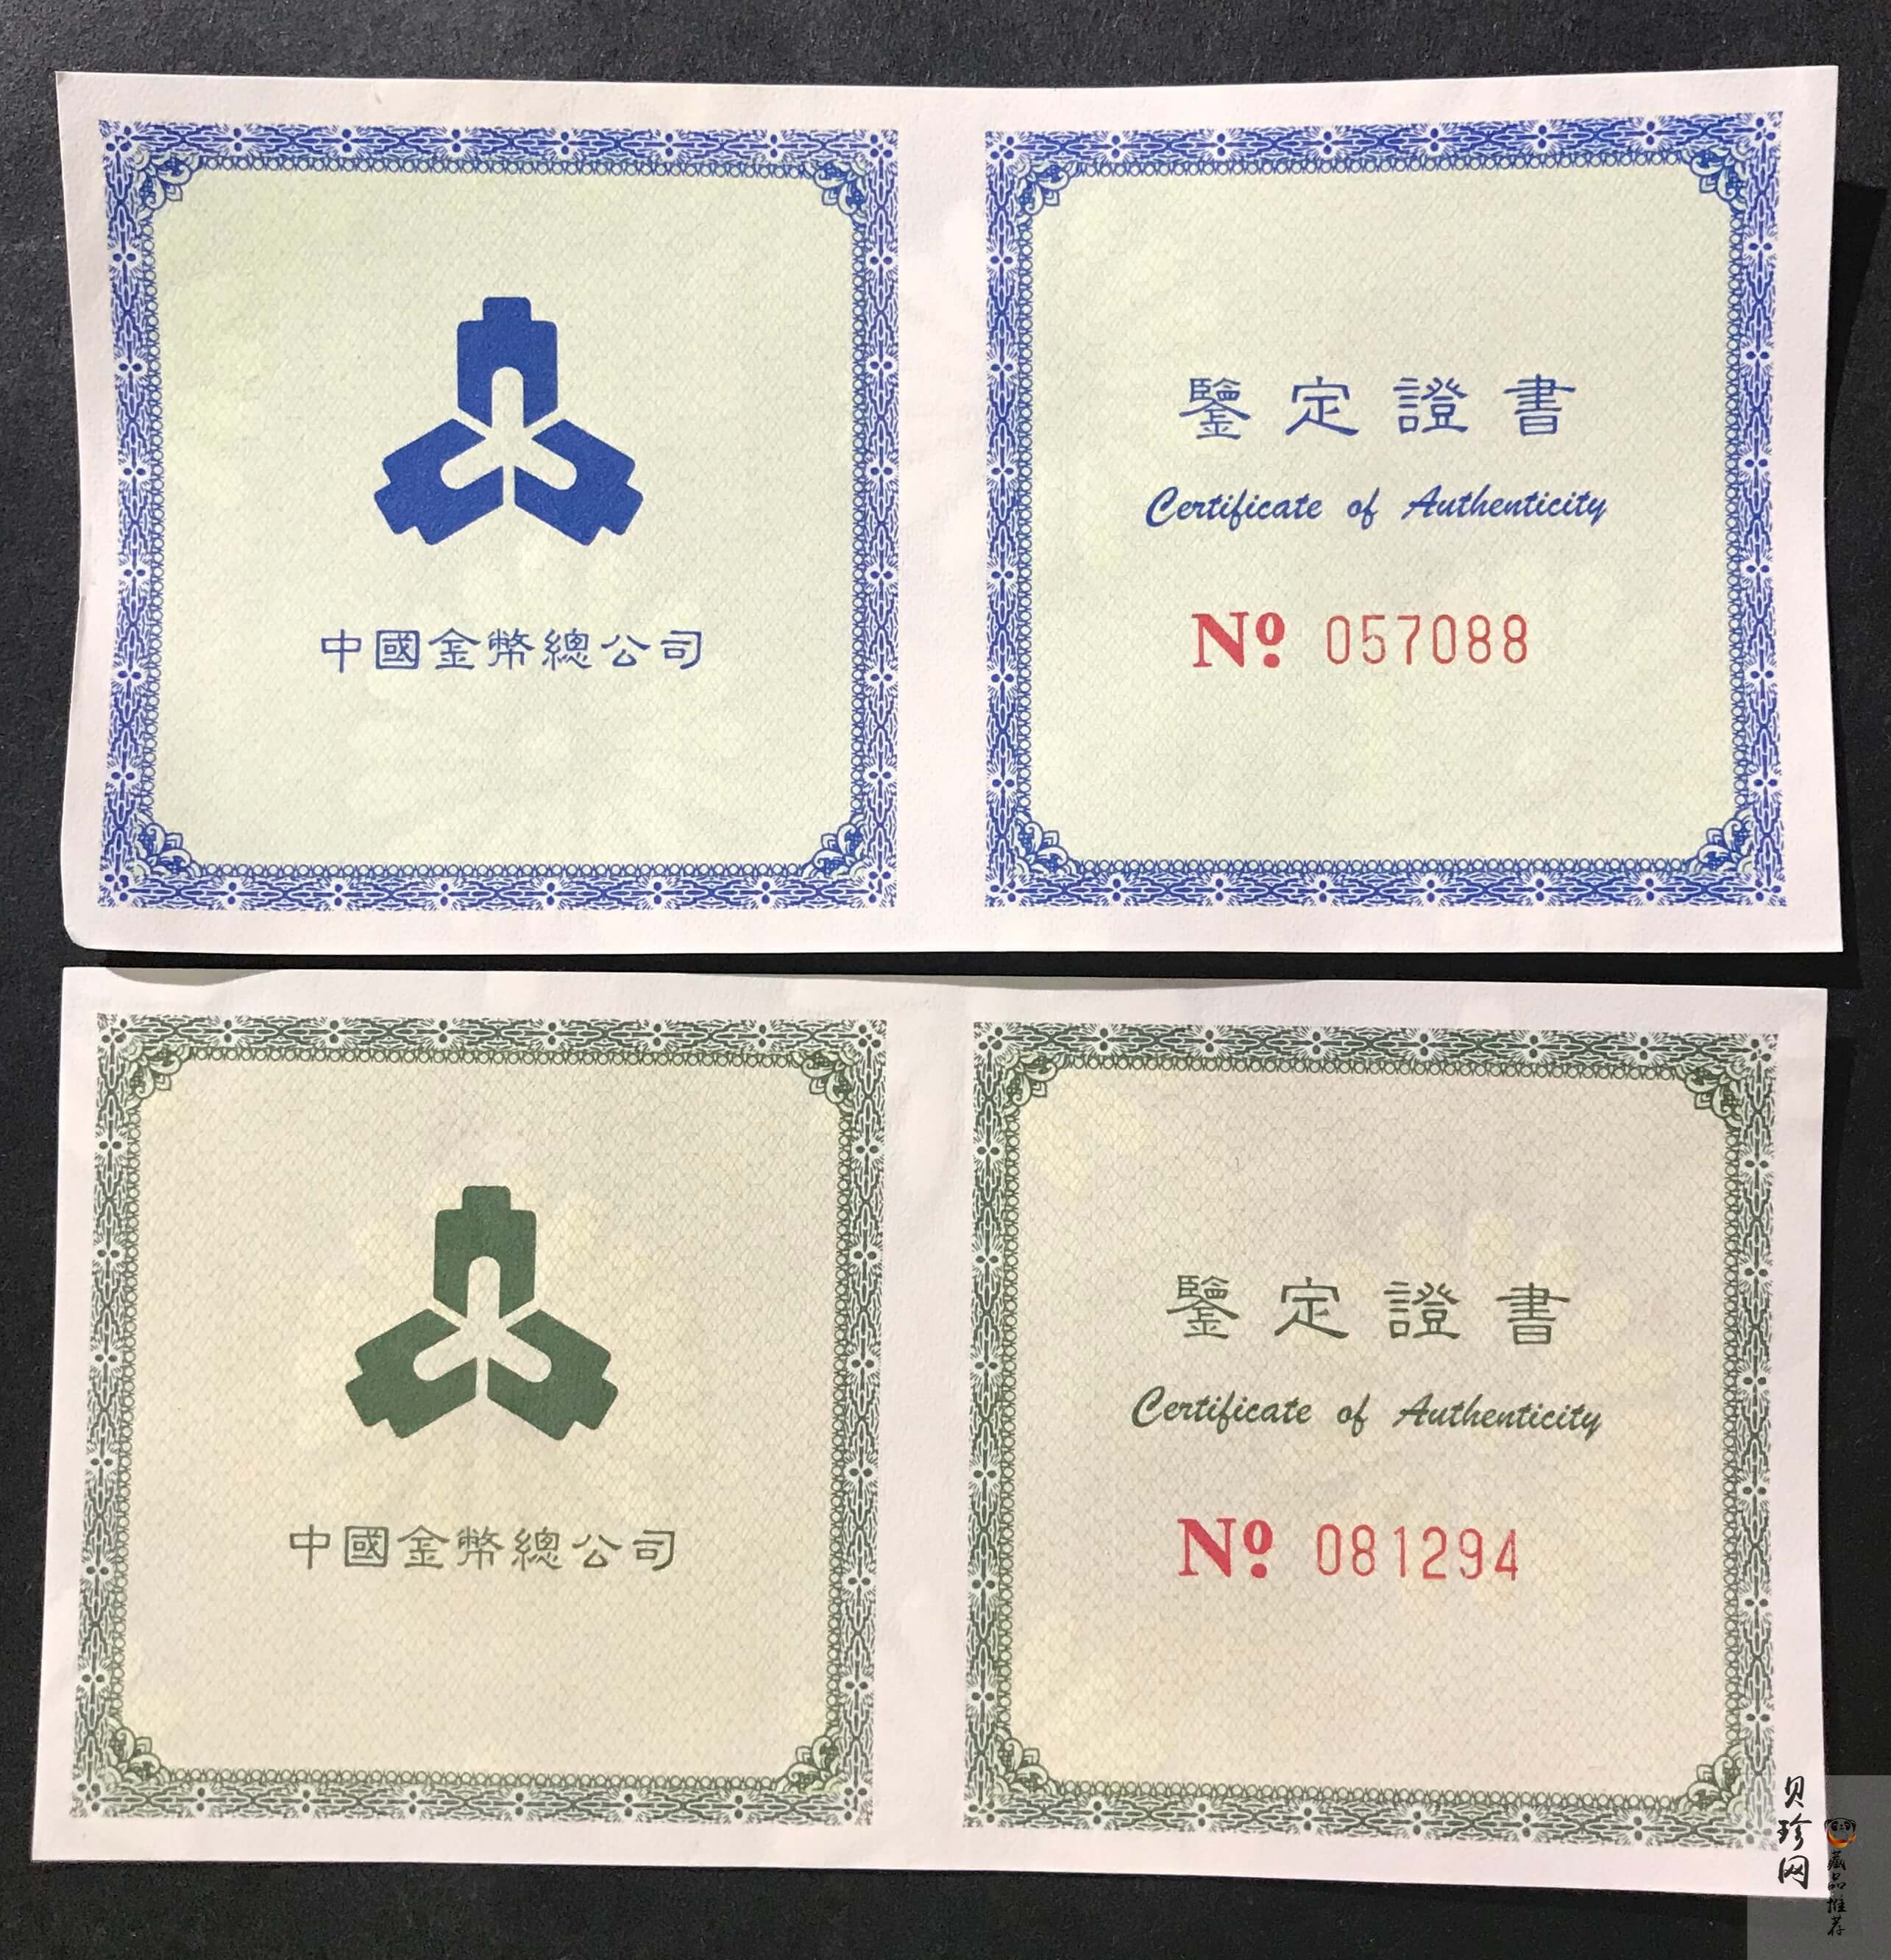 中國金幣總公司
鑒定證書
Certificate of Authenticity
Nº 057088
中國金幣總公司
鑒定證書
Certificate of Authenticity
Nº 081294
贝珍网
藏品推荐